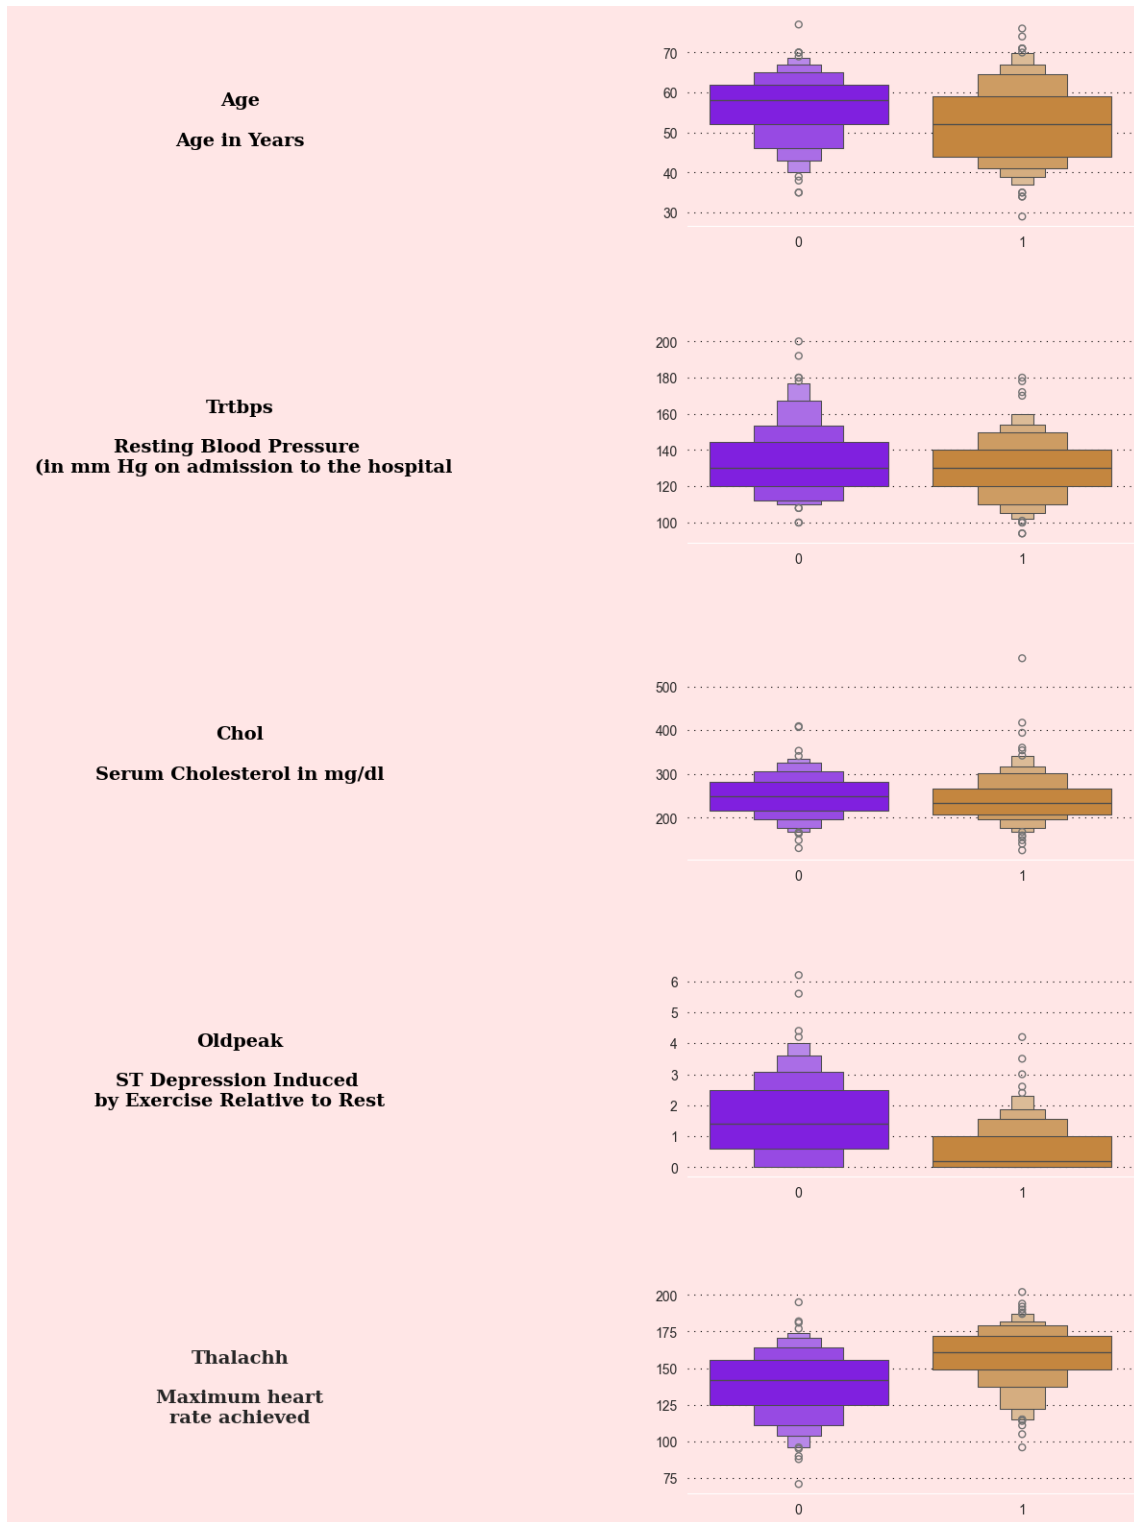 Age
Age in Years
70
60
50
40
30
0 1
Trtbps
Resting Blood Pressure
(in mm Hg on admission to the hospital
200
180
160
140
120
100
0 1
Chol
Serum Cholesterol in mg/dl
500
400
300
200
0 1
Oldpeak
ST Depression Induced
by Exercise Relative to Rest
6
5
4
3
2
1
0
0 1
Thalachh
Maximum heart
rate achieved
200
175
150
125
100
75
0 1